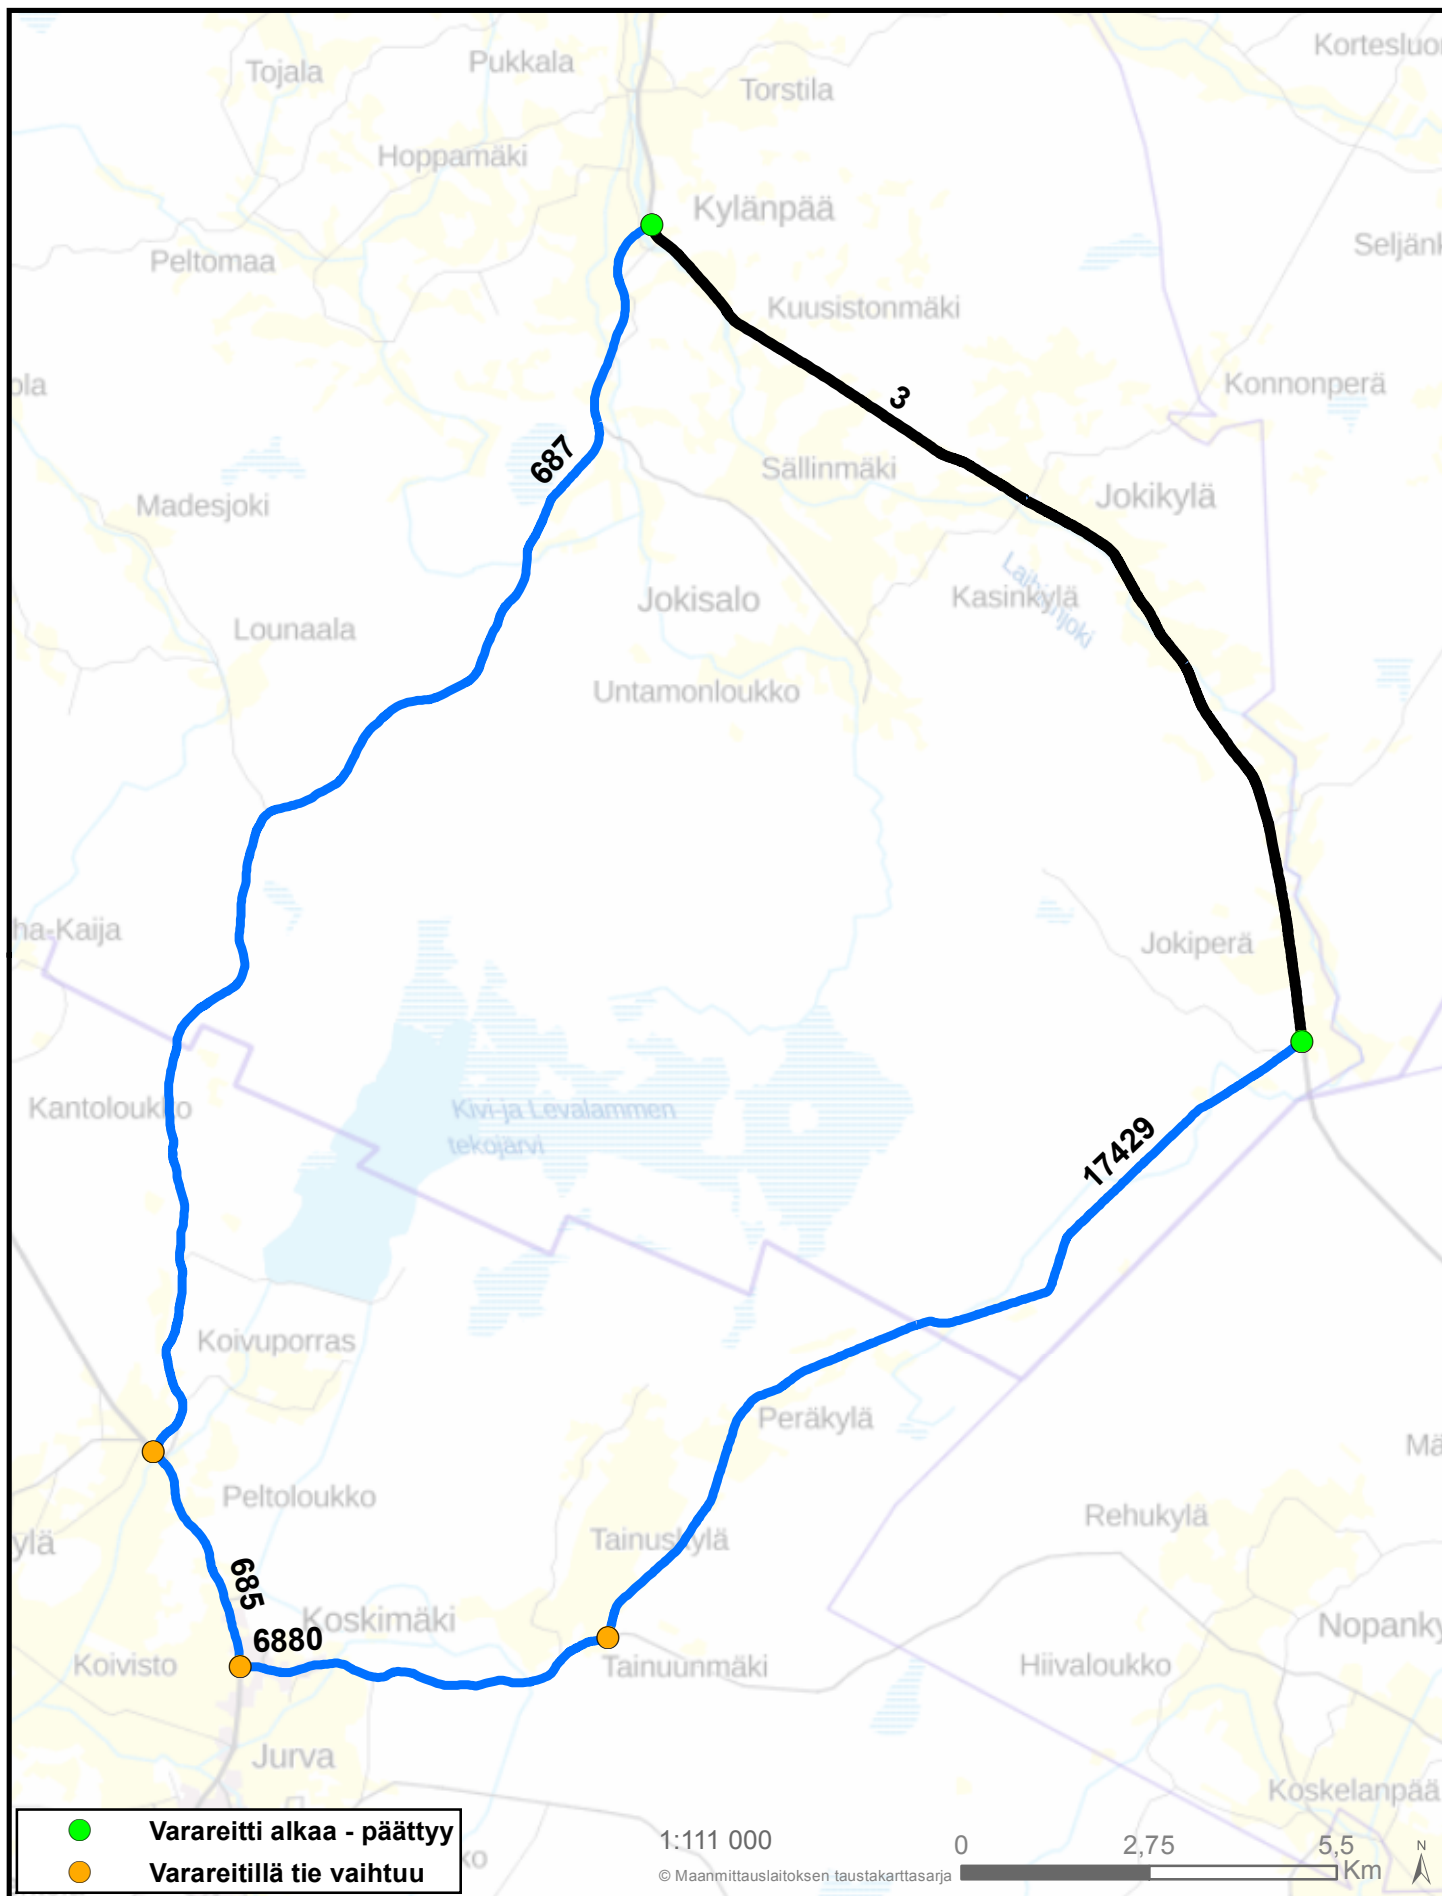 Kortesluo
Pukkala
Tojala
Torstila
Hoppamäki
Kylänpää
Seljänk
Peltomaa
Kuusistonmäki
ola
Konnonperä
3
687
Sällinmäki
Jokikylä
Madesjoki
Laihianjoki
Kasinkylä
Jokisalo
Lounaala
Untamonloukko
ha-Kaija
Jokiperä
Kantoloukko
Kivi-ja Levalammen
tekojärvi
17429
Koivuporras
Peräkylä
Mä
Peltoloukko
Rehukylä
ylä
Tainuskylä
685
Koskimäki
Nopanky
6880
Koivisto
Tainuunmäki
Hiivaloukko
Jurva
Koskelanpää
Varareitti alkaa - päättyy
Varareitillä tie vaihtuu
ko
1:111 000
© Maanmittauslaitoksen taustakarttasarja
0 2,75 5,5
Km
N